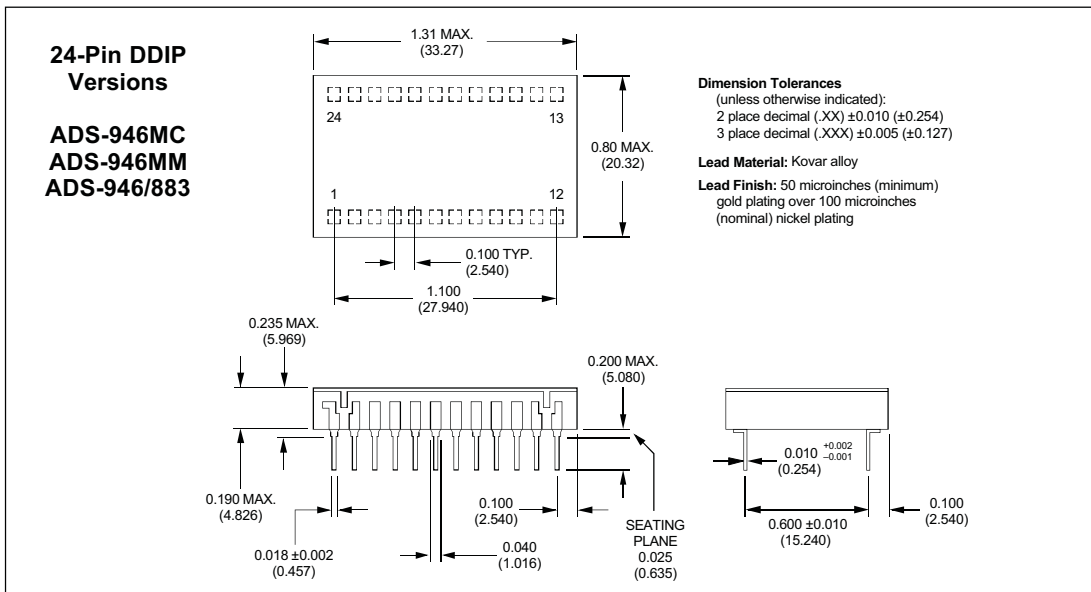 24-Pin DDIP
Versions
ADS-946MC
ADS-946MM
ADS-946/883
1.31 MAX.
(33.27)
24
13
1
12
0.80 MAX.
(20.32)
0.100 TYP.
(2.540)
1.100
(27.940)
Dimension Tolerances
(unless otherwise indicated):
2 place decimal (.XX) ±0.010 (±0.254)
3 place decimal (.XXX) ±0.005 (±0.127)
Lead Material: Kovar alloy
Lead Finish: 50 microinches (minimum)
gold plating over 100 microinches
(nominal) nickel plating
0.235 MAX.
(5.969)
0.200 MAX.
(5.080)
0.190 MAX.
(4.826)
0.018 ±0.002
(0.457)
0.040
(1.016)
0.100
(2.540)
SEATING
PLANE
0.025
(0.635)
0.010 +0.002
−0.001
(0.254)
0.600 ±0.010
(15.240)
0.100
(2.540)